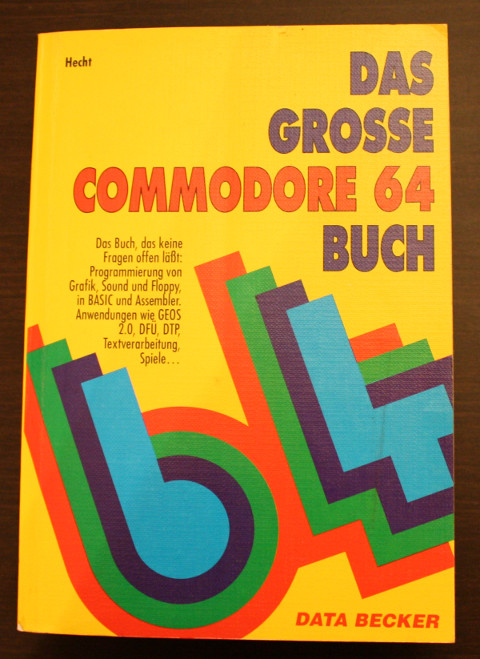 Hecht
DAS
GROSSE
COMMODORE 64
BUCH
Das Buch, das keine
Fragen offen läßt:
Programmierung von
Grafik, Sound und Floppy,
in BASIC und Assembler.
Anwendungen wie GEOS
2.0, DFÜ, DTP,
Textverarbeitung,
Spiele...
64
DATA BECKER